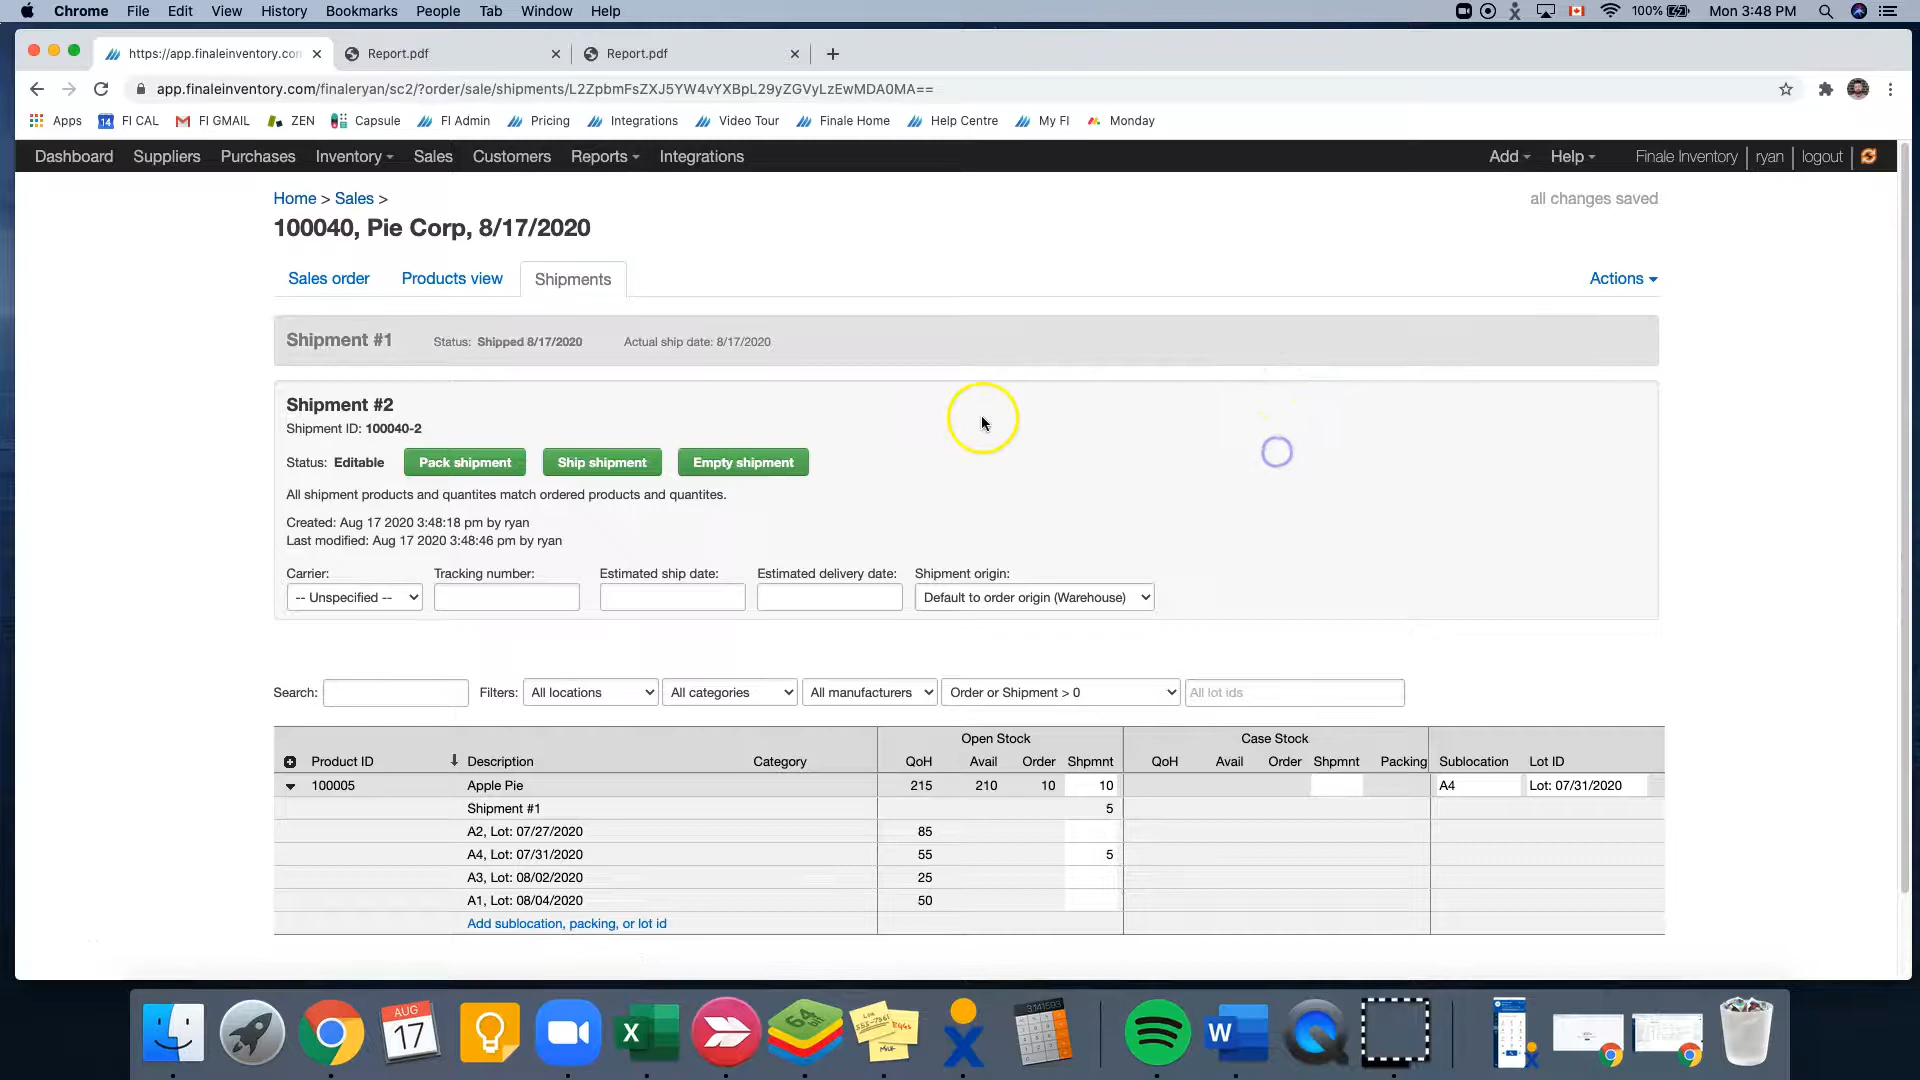 Chrome File Edit View History Bookmarks People Tab Window Help 100% Mon 3:48 PM
https://app.finaleinventory.con Report.pdf Report.pdf
app.finaleinventory.com/finaleryan/sc2/?order/sale/shipments/L2ZpbmFsZXJ5YW4vYXBpL29yZGVyLzEwMDA0MA==
Apps 14 FI CAL FI GMAIL ZEN Capsule FI Admin Pricing Integrations Video Tour Finale Home Help Centre My FI Monday
Dashboard Suppliers Purchases Inventory Sales Customers Reports Integrations Add Help Finale Inventory ryan logout
Home > Sales > all changes saved
100040, Pie Corp, 8/17/2020
Sales order Products view Shipments Actions
Shipment #1 Status: Shipped 8/17/2020 Actual ship date: 8/17/2020
Shipment #2
Shipment ID: 100040-2
Status: Editable Pack shipment Ship shipment Empty shipment
All shipment products and quantites match ordered products and quantites.
Created: Aug 17 2020 3:48:18 pm by ryan
Last modified: Aug 17 2020 3:48:46 pm by ryan
Carrier: Tracking number: Estimated ship date: Estimated delivery date: Shipment origin:
-- Unspecified -- Default to order origin (Warehouse)
Search: Filters: All locations All categories All manufacturers Order or Shipment > 0 All lot ids
Open Stock Case Stock
Product ID Description Category QoH Avail Order Shpmnt QoH Avail Order Shpmnt Packing Sublocation Lot ID
100005 Apple Pie 215 210 10 10 A4 Lot: 07/31/2020
Shipment #1 5
A2, Lot: 07/27/2020 85
A4, Lot: 07/31/2020 55 5
A3, Lot: 08/02/2020 25
A1, Lot: 08/04/2020 50
Add sublocation, packing, or lot id
AUG
17
X
64
bit
EGGS
MILK
3.141593
W